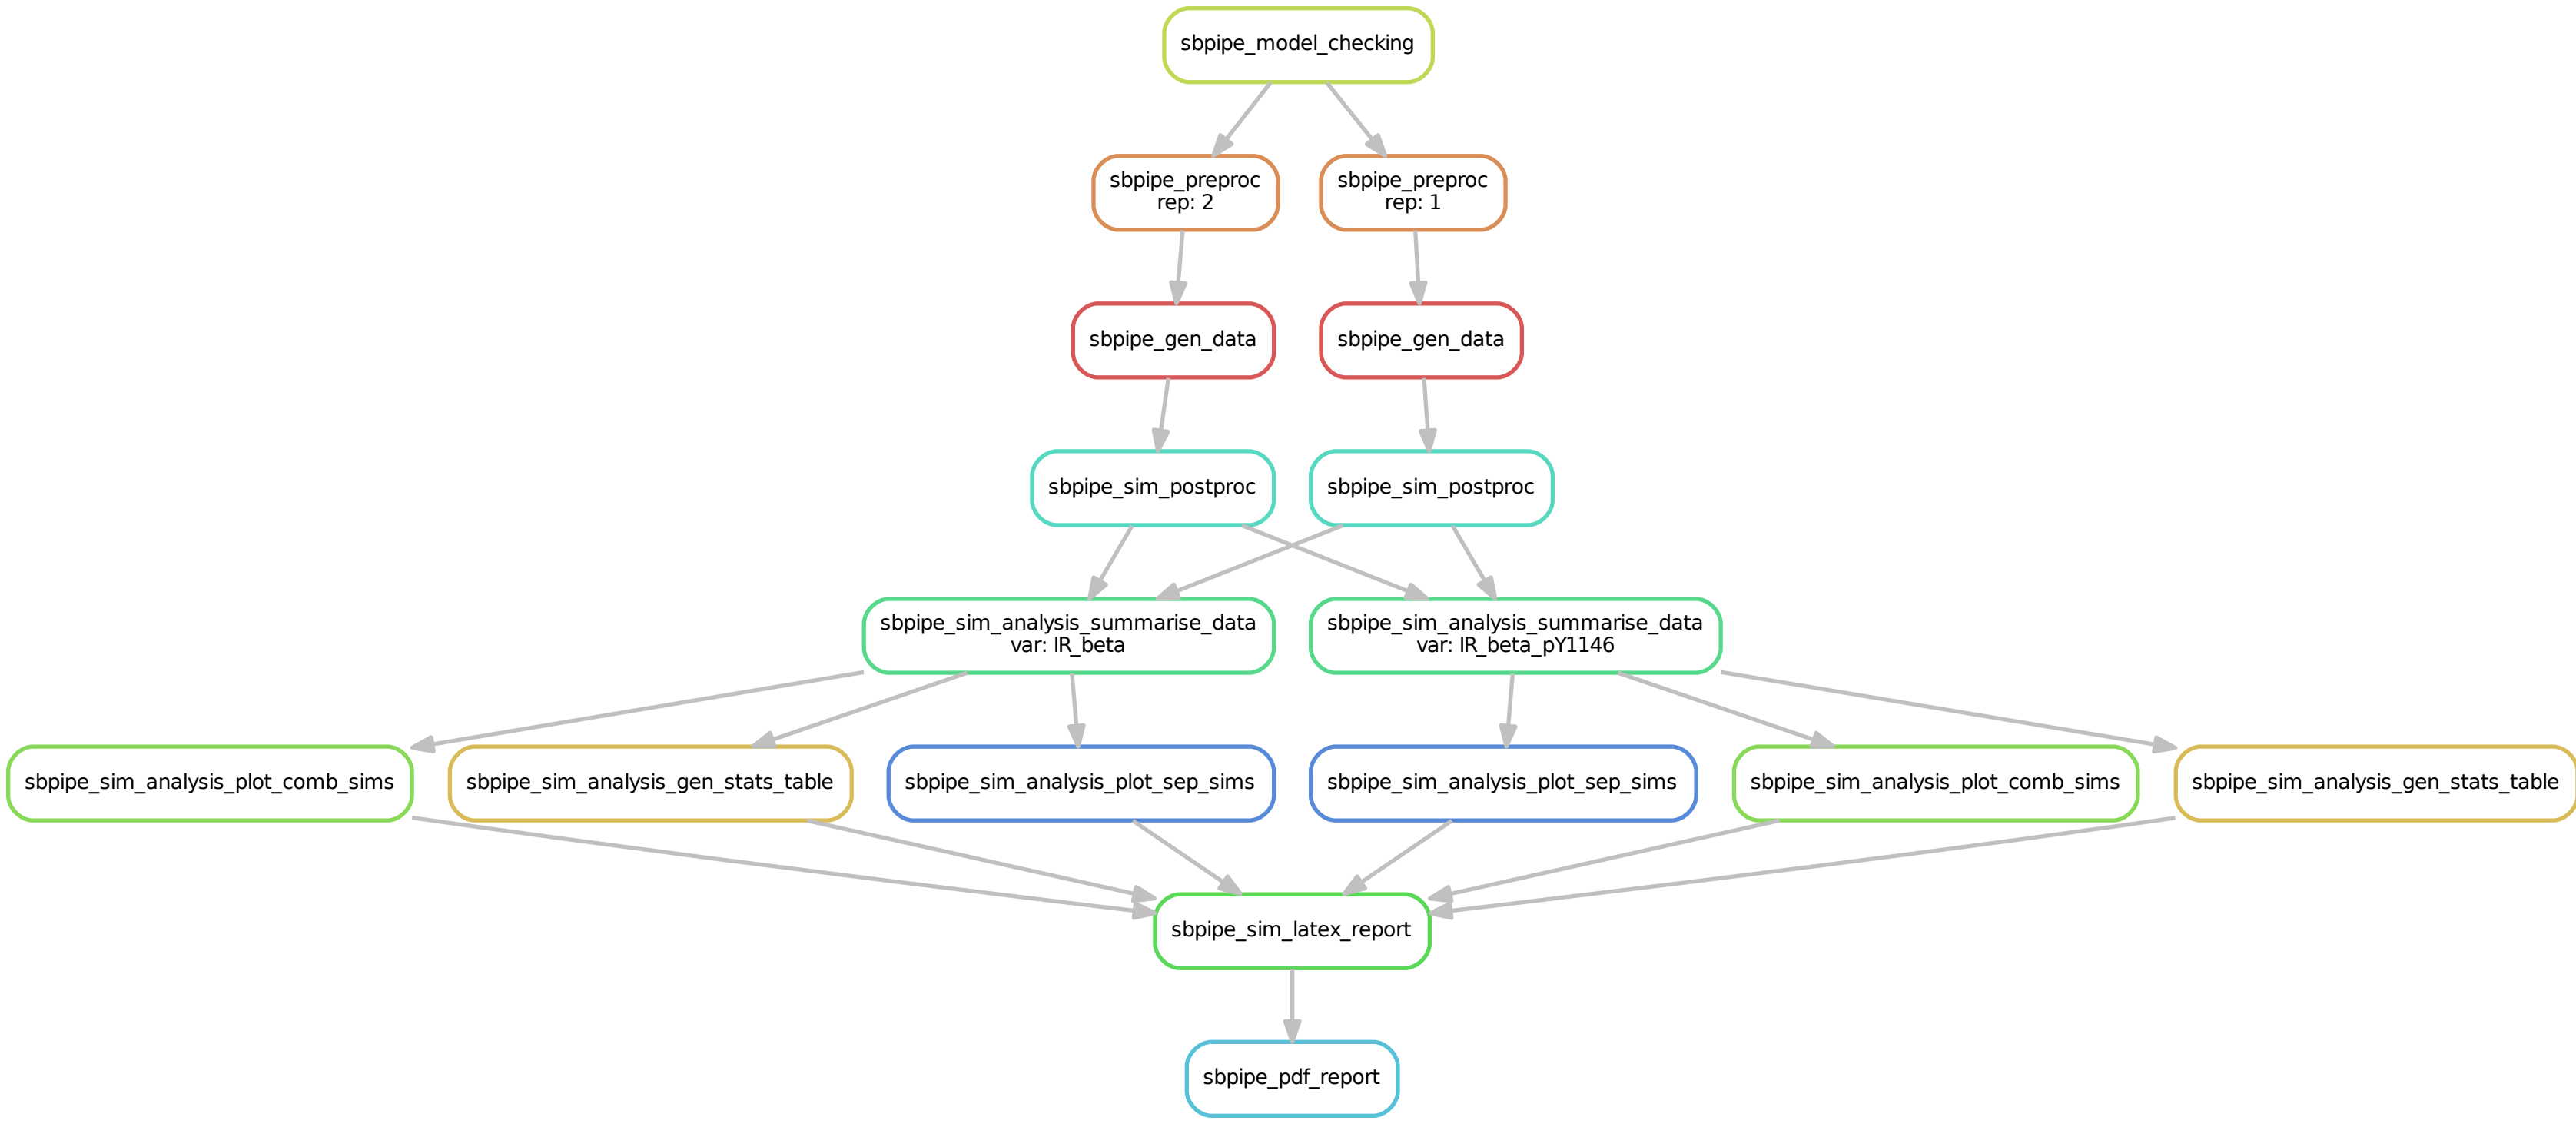 sbpipe_model_checking
sbpipe_preproc
rep: 2
sbpipe_preproc
rep: 1
sbpipe_gen_data
sbpipe_gen_data
sbpipe_sim_postproc
sbpipe_sim_postproc
sbpipe_sim_analysis_summarise_data
var: IR_beta
sbpipe_sim_analysis_summarise_data
var: IR_beta_pY1146
sbpipe_sim_analysis_plot_comb_sims
sbpipe_sim_analysis_gen_stats_table
sbpipe_sim_analysis_plot_sep_sims
sbpipe_sim_analysis_plot_sep_sims
sbpipe_sim_analysis_plot_comb_sims
sbpipe_sim_analysis_gen_stats_table
sbpipe_sim_latex_report
sbpipe_pdf_report